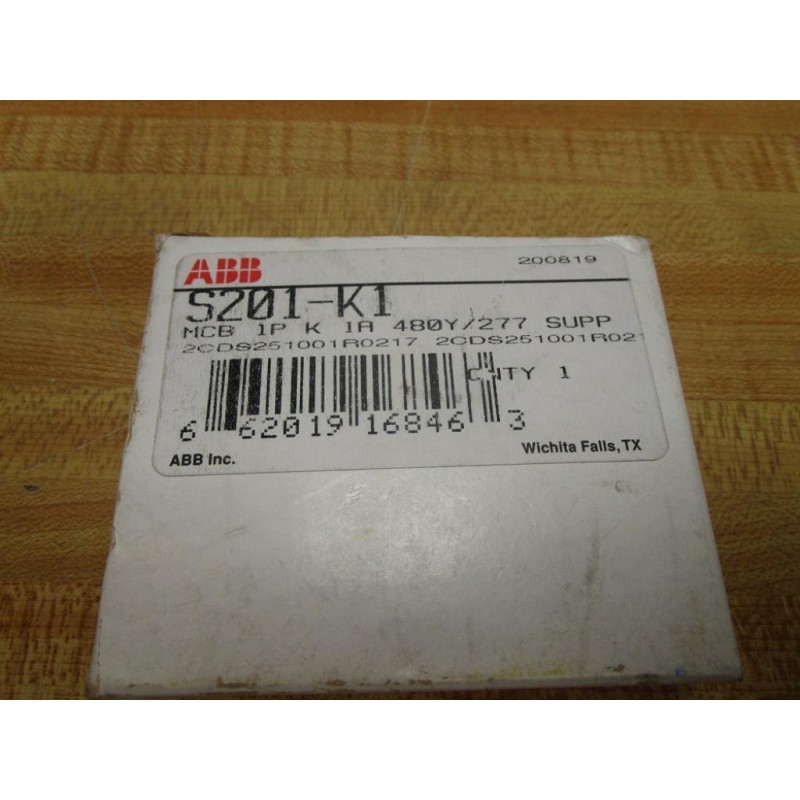 ABB 200819
S201-K1
MCB 1P K 1A 480Y/277 SUPP
2CDS251001R0217 2CDS251001R021
QNTY 1
6 62019 16846 3
ABB Inc. Wichita Falls, TX